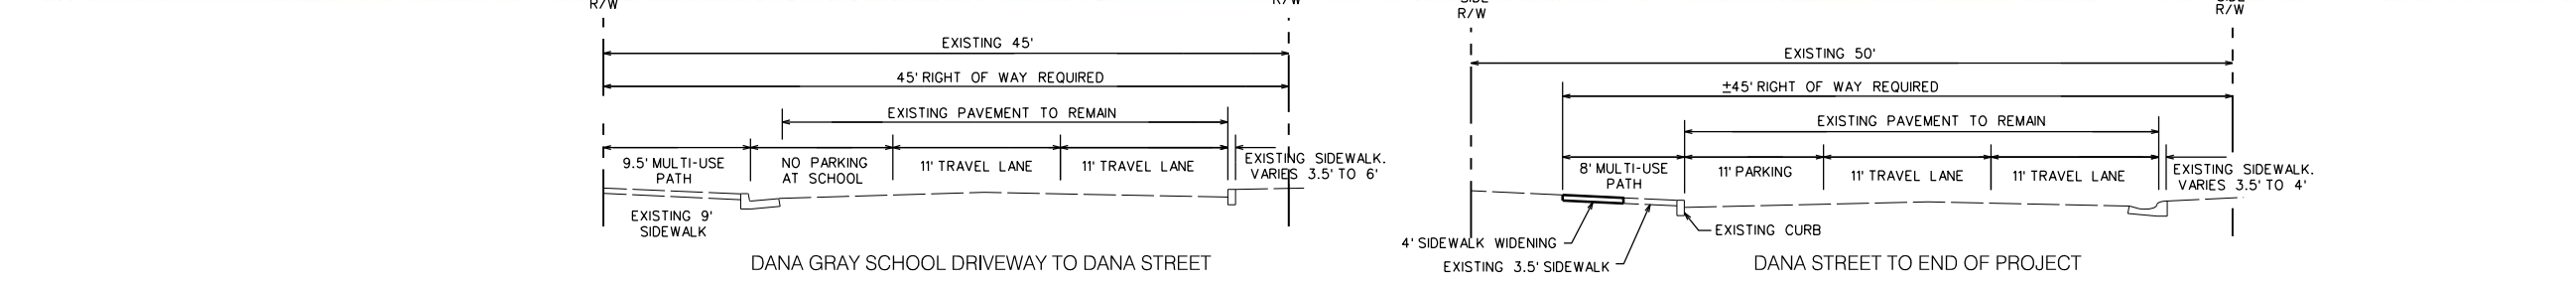 R/W
EXISTING 45'
45' RIGHT OF WAY REQUIRED
EXISTING PAVEMENT TO REMAIN
9.5' MULTI-USE
PATH
NO PARKING
AT SCHOOL
11' TRAVEL LANE
11' TRAVEL LANE
EXISTING SIDEWALK.
VARIES 3.5' TO 6'
EXISTING 9'
SIDEWALK
DANA GRAY SCHOOL DRIVEWAY TO DANA STREET
R/W
R/W
EXISTING 50'
±45' RIGHT OF WAY REQUIRED
EXISTING PAVEMENT TO REMAIN
8' MULTI-USE
PATH
11' PARKING
11' TRAVEL LANE
11' TRAVEL LANE
EXISTING SIDEWALK.
VARIES 3.5' TO 4'
4' SIDEWALK WIDENING
EXISTING 3.5' SIDEWALK
EXISTING CURB
DANA STREET TO END OF PROJECT